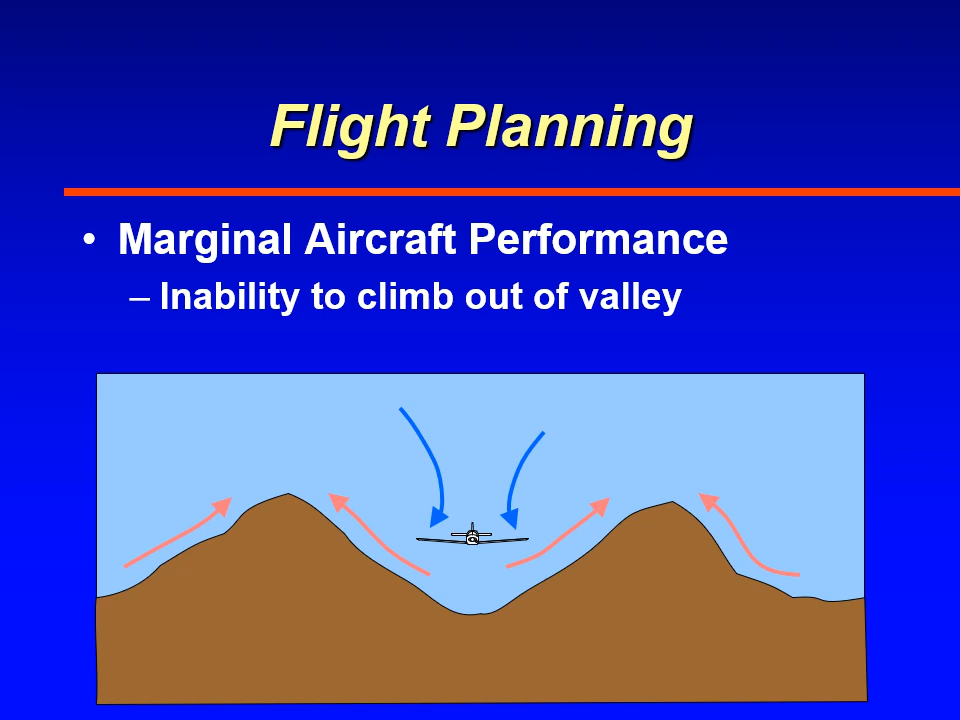 Flight Planning
• Marginal Aircraft Performance
– Inability to climb out of valley